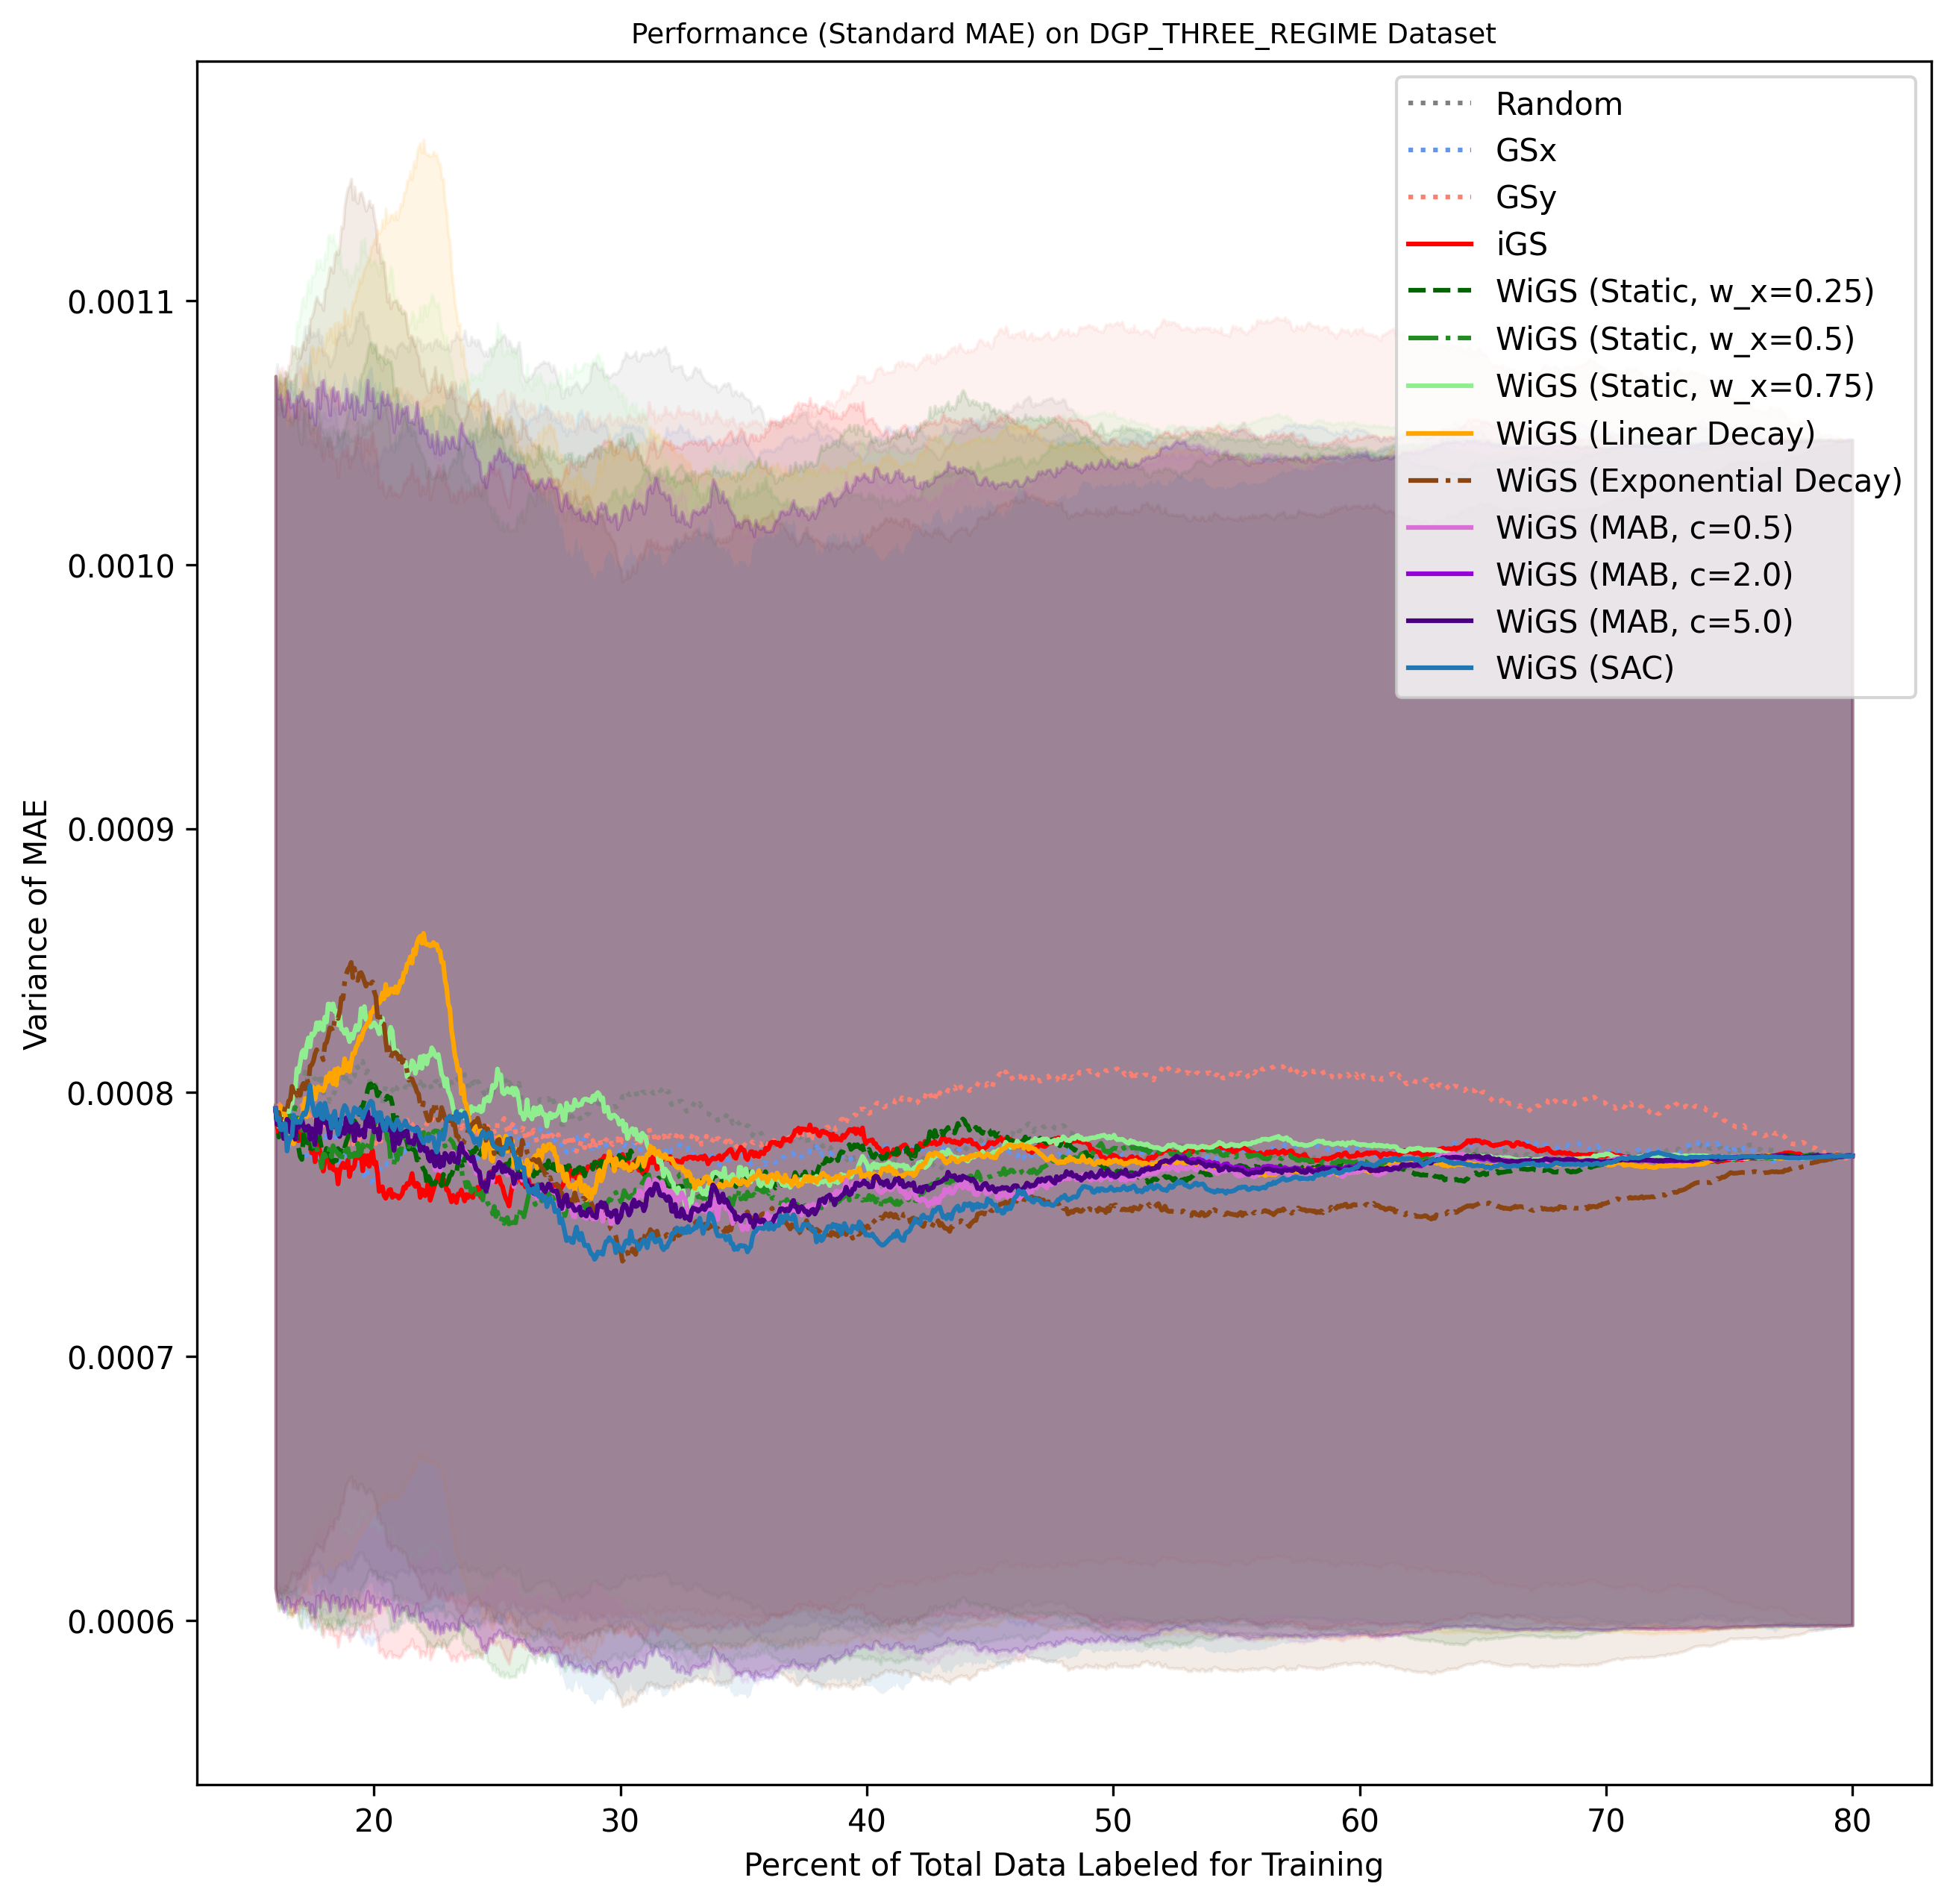 Performance (Standard MAE) on DGP_THREE_REGIME Dataset
Variance of MAE
0.0011
0.0010
0.0009
0.0008
0.0007
0.0006
Random
GSx
GSy
iGS
WiGS (Static, w_x=0.25)
WiGS (Static, w_x=0.5)
WiGS (Static, w_x=0.75)
WiGS (Linear Decay)
WiGS (Exponential Decay)
WiGS (MAB, c=0.5)
WiGS (MAB, c=2.0)
WiGS (MAB, c=5.0)
WiGS (SAC)
20 30 40 50 60 70 80
Percent of Total Data Labeled for Training